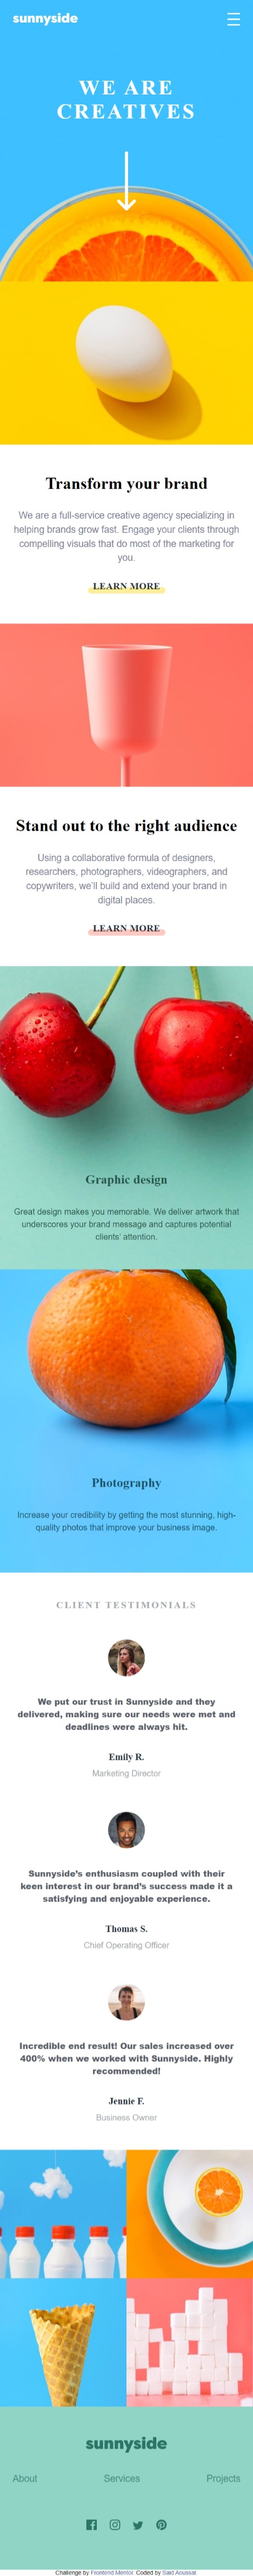 sunnyside
WE ARE
CREATIVES
Transform your brand
We are a full-service creative agency specializing in
helping brands grow fast. Engage your clients through
compelling visuals that do most of the marketing for
you.
LEARN MORE
Stand out to the right audience
Using a collaborative formula of designers,
researchers, photographers, videographers, and
copywriters, we'll build and extend your brand in
digital places.
LEARN MORE
Graphic design
Great design makes you memorable. We deliver artwork that
underscores your brand message and captures potential
clients' attention.
Photography
Increase your credibility by getting the most stunning, high-
quality photos that improve your business image.
CLIENT TESTIMONIALS
We put our trust in Sunnyside and they
delivered, making sure our needs were met and
deadlines were always hit.
Emily R.
Marketing Director
Sunnyside's enthusiasm coupled with their
keen interest in our brand's success made it a
satisfying and enjoyable experience.
Thomas S.
Chief Operating Officer
Incredible end result! Our sales increased over
400% when we worked with Sunnyside. Highly
recommended!
Jennie F.
Business Owner
sunnyside
About Services Projects
Challenge by Frontend Mentor. Coded by Said Aoussat.